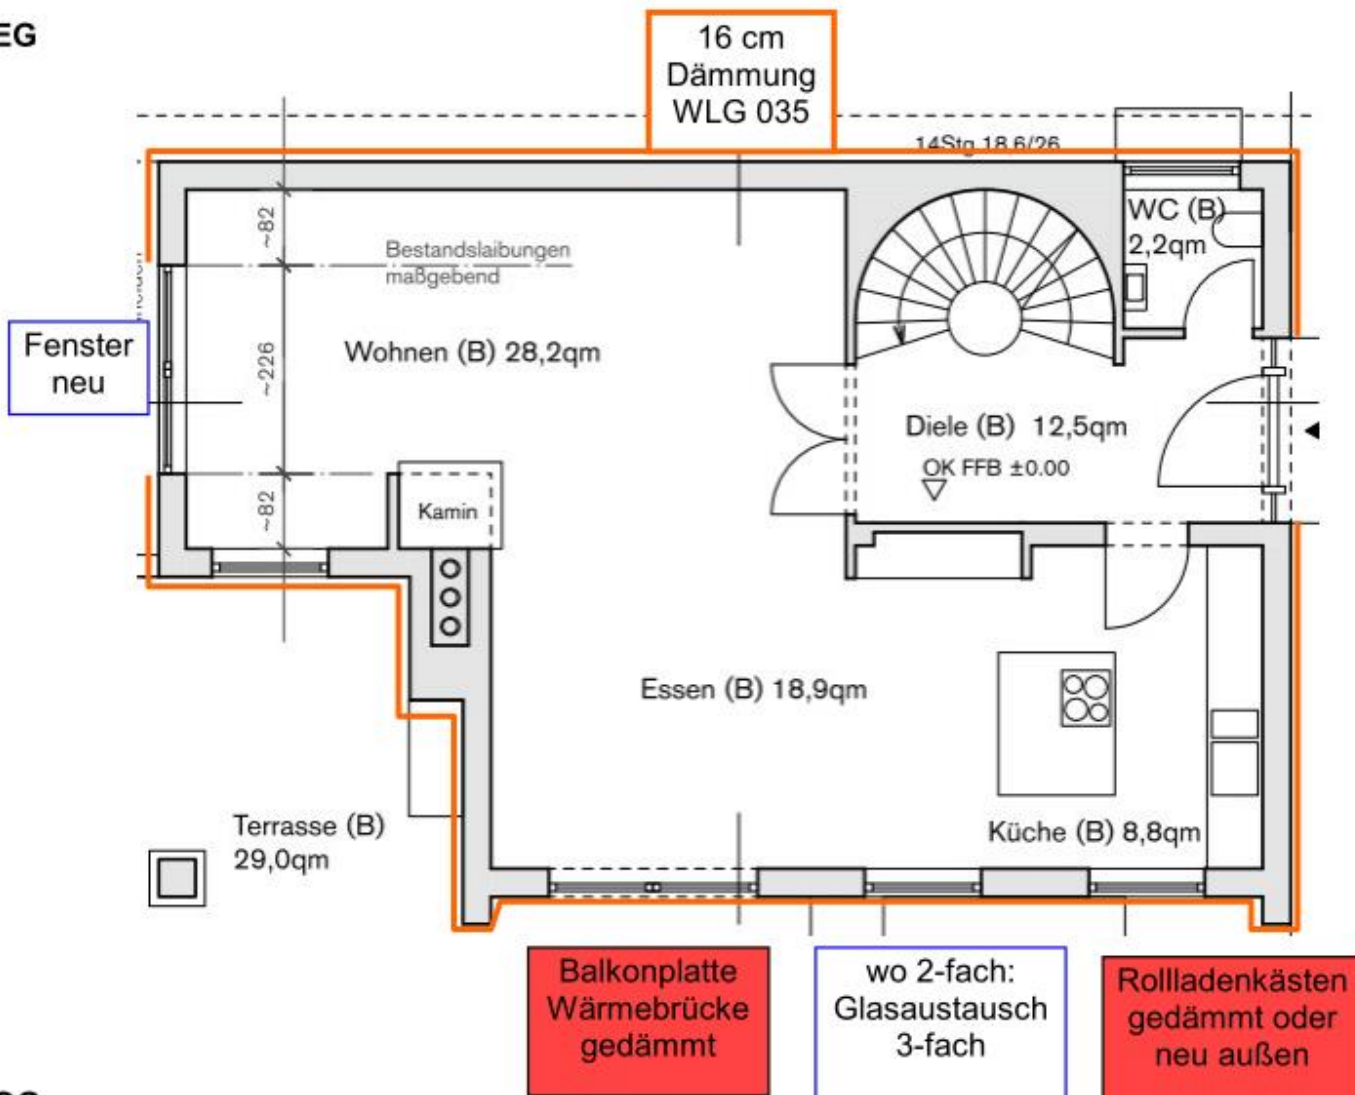 EG
16 cm
Dämmung
WLG 035
14Stg 18,6/26
~82
Bestandslaibungen
maßgebend
WC (B)
2,2qm
Fenster
neu
~226
Wohnen (B) 28,2qm
Diele (B) 12,5qm
OK FFB ±0.00
~82
Kamin
Essen (B) 18,9qm
Terrasse (B)
29,0qm
Küche (B) 8,8qm
Balkonplatte
Wärmebrücke
gedämmt
wo 2-fach:
Glasaustausch
3-fach
Rollladenkästen
gedämmt oder
neu außen